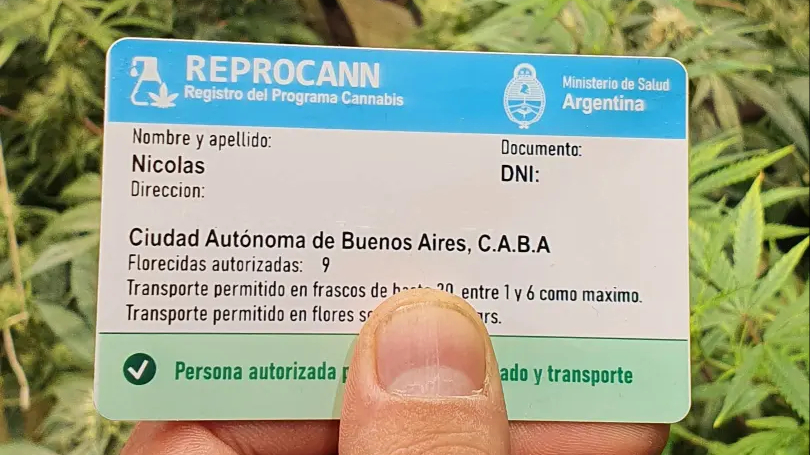 REPROCANN
Registro del Programa Cannabis
Ministerio de Salud
Argentina
Nombre y apellido:
Nicolas
Documento:
DNI:
Direccion:
Ciudad Autónoma de Buenos Aires, C.A.B.A
Florecidas autorizadas: 9
Transporte permitido en frascos de entre 1 y 6 como maximo.
Transporte permitido en flores
Persona autorizada y transporte